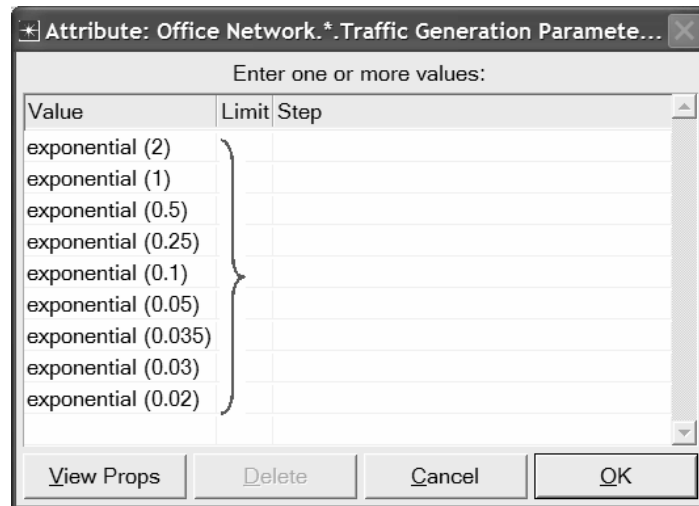 Attribute: Office Network.*.Traffic Generation Paramete...
Enter one or more values:
Value Limit Step
exponential (2)
exponential (1)
exponential (0.5)
exponential (0.25)
exponential (0.1)
exponential (0.05)
exponential (0.035)
exponential (0.03)
exponential (0.02)
View Props Delete Cancel OK